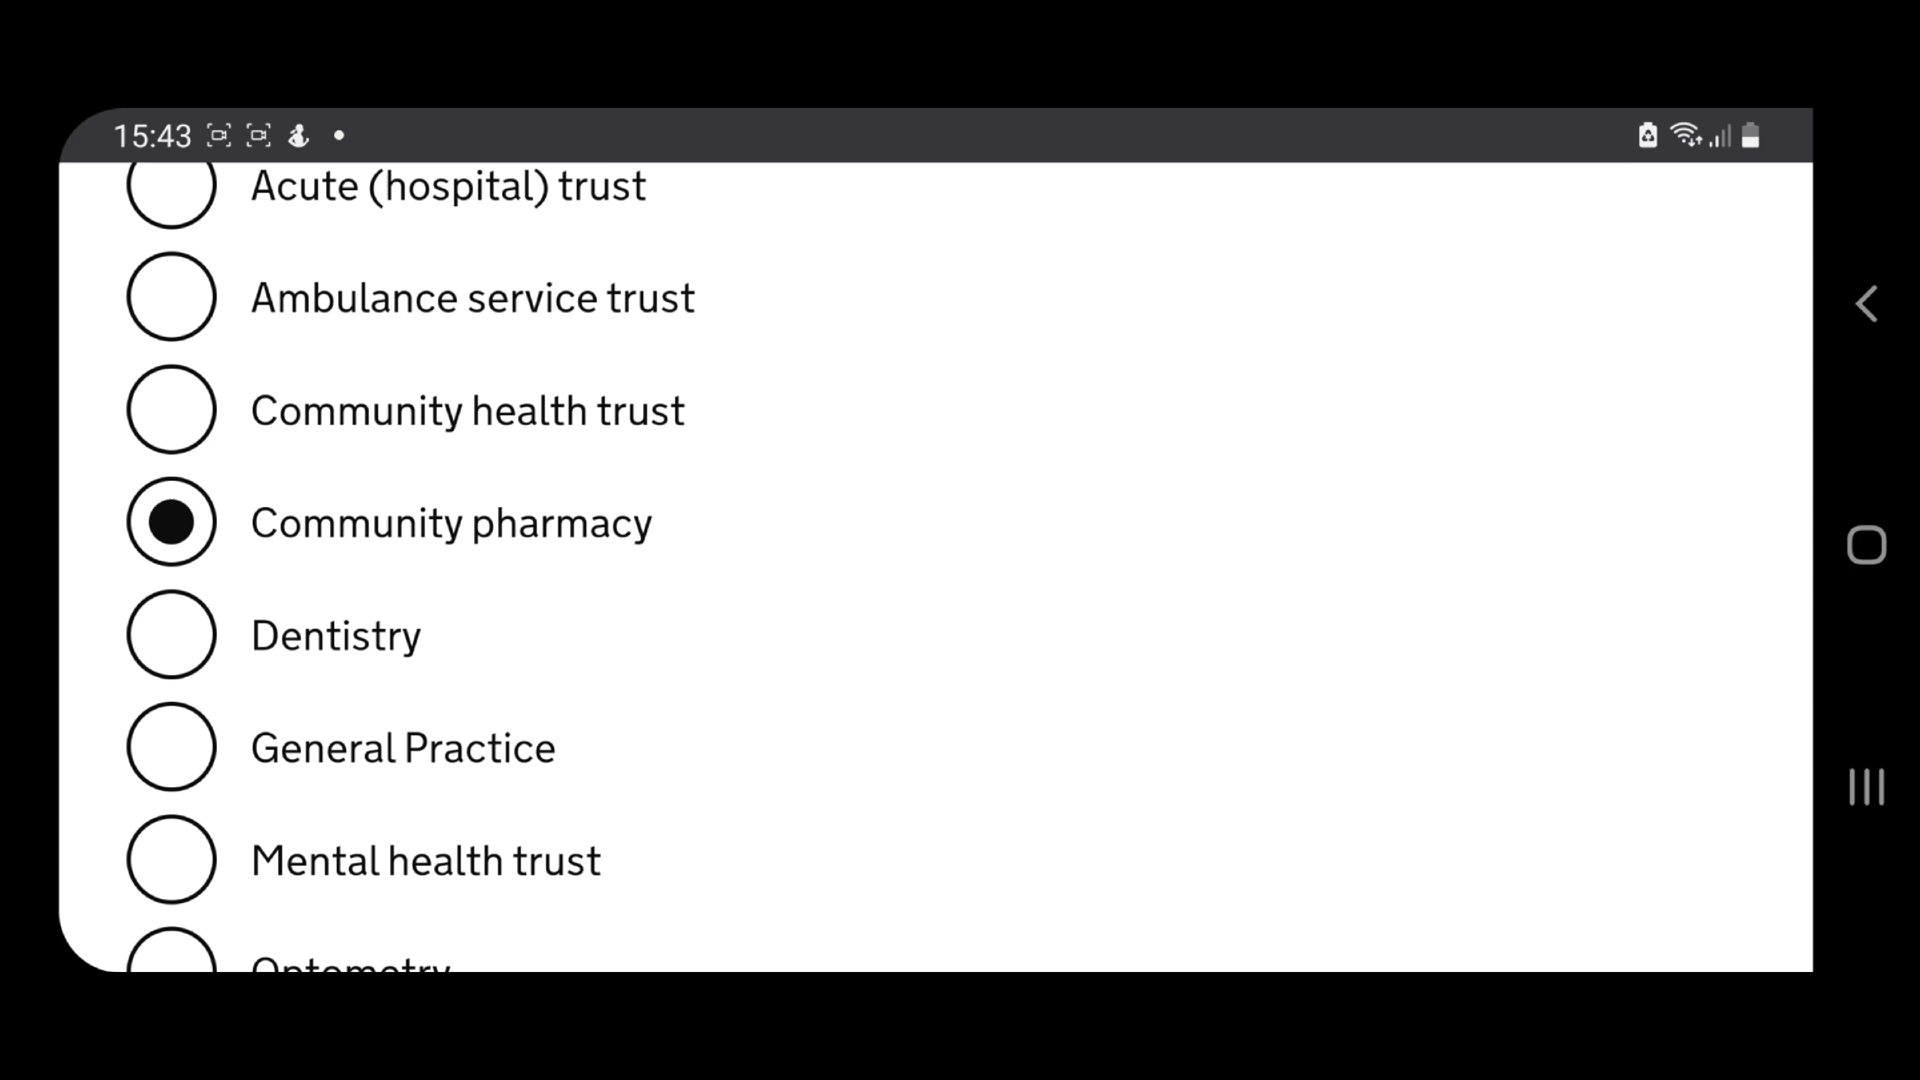 15:43
Acute (hospital) trust
Ambulance service trust
Community health trust
Community pharmacy
Dentistry
General Practice
Mental health trust
Optometry